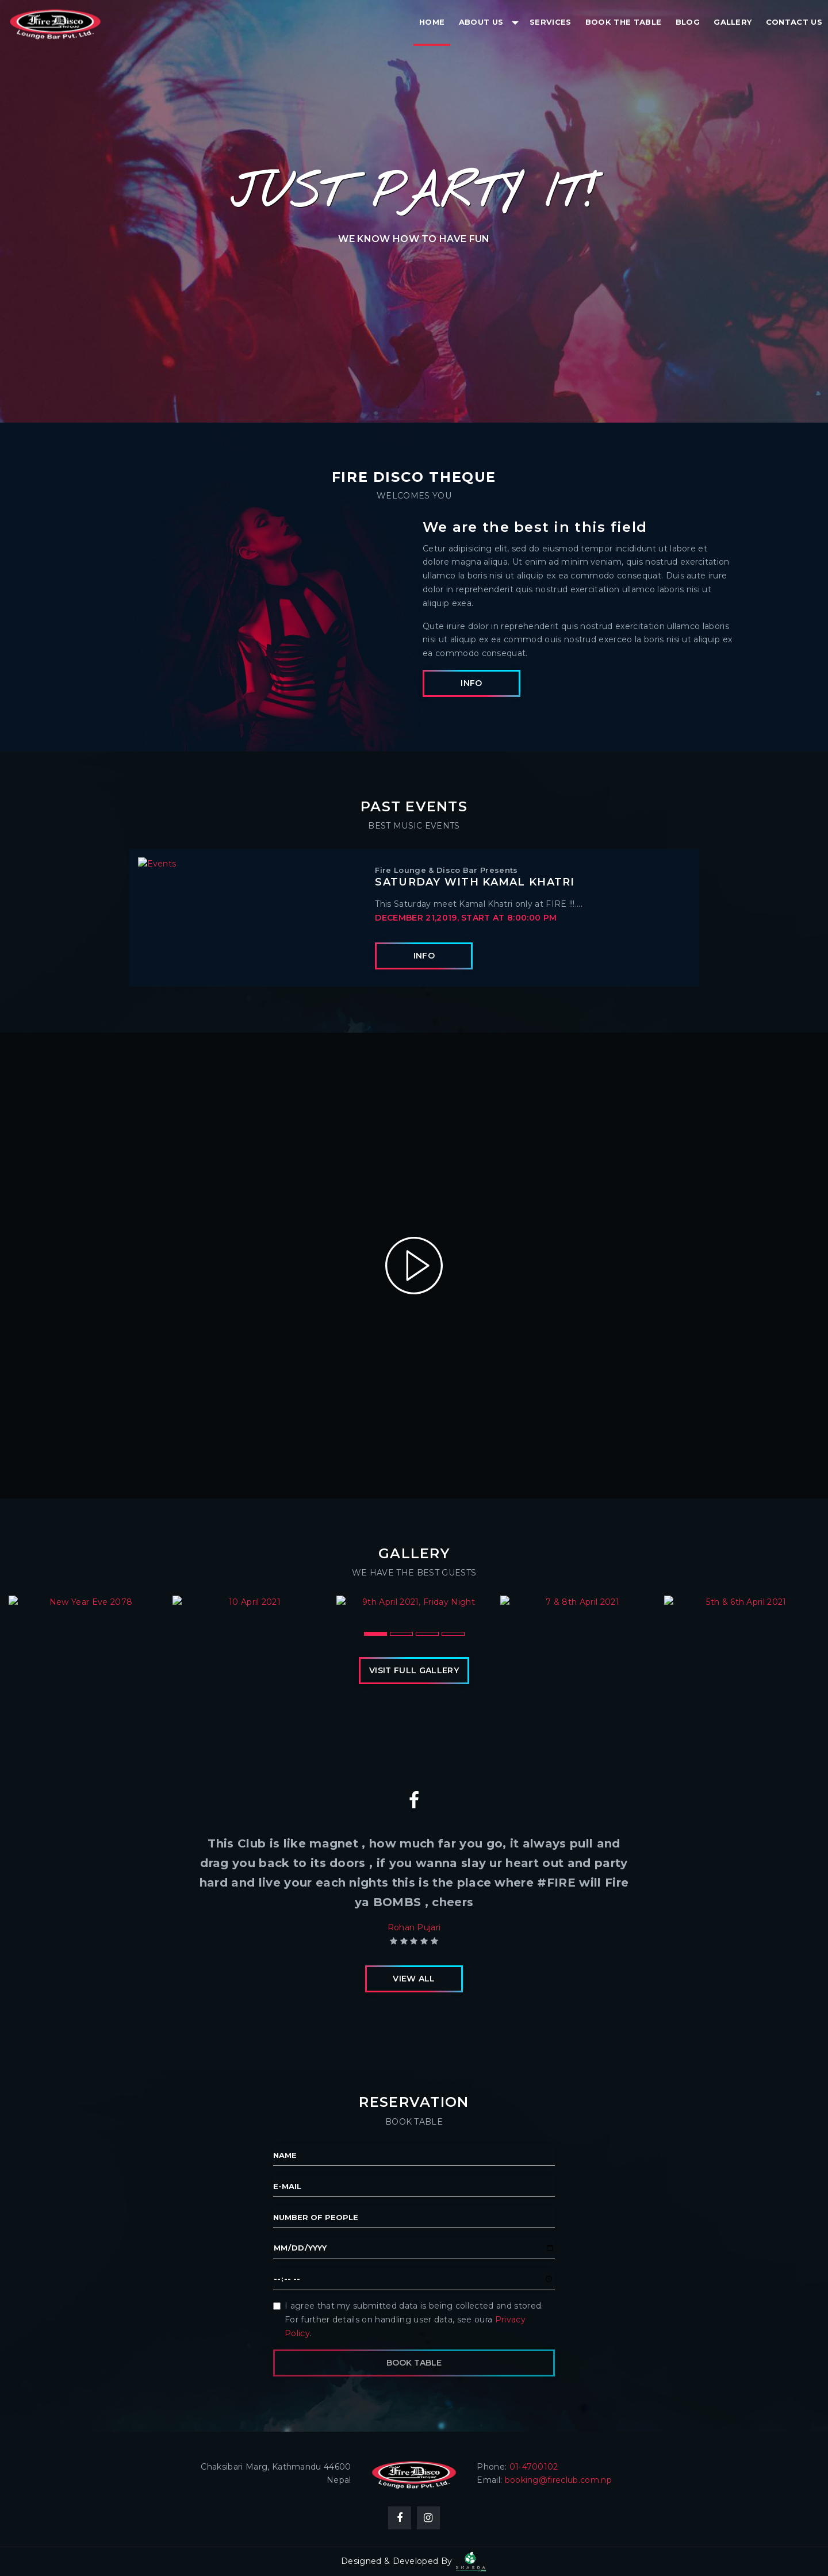 Fire Disco
Lounge Bar Pvt. Ltd.
HOME ABOUT US SERVICES BOOK THE TABLE BLOG GALLERY CONTACT US
JUST PARTY IT!
WE KNOW HOW TO HAVE FUN
FIRE DISCO THEQUE
WELCOMES YOU
We are the best in this field
Cetur adipisicing elit, sed do eiusmod tempor incididunt ut labore et
dolore magna aliqua. Ut enim ad minim veniam, quis nostrud exercitation
ullamco la boris nisi ut aliquip ex ea commodo consequat. Duis aute irure
dolor in reprehenderit quis nostrud exercitation ullamco laboris nisi ut
aliquip exea.
Qute irure dolor in reprehenderit quis nostrud exercitation ullamco laboris
nisi ut aliquip ex ea commod ouis nostrud exerceo la boris nisi ut aliquip ex
ea commodo consequat.
INFO
PAST EVENTS
BEST MUSIC EVENTS
Events
Fire Lounge & Disco Bar Presents
SATURDAY WITH KAMAL KHATRI
This Saturday meet Kamal Khatri only at FIRE !!!....
DECEMBER 21,2019, START AT 8:00:00 PM
INFO
GALLERY
WE HAVE THE BEST GUESTS
New Year Eve 2078
10 April 2021
9th April 2021, Friday Night
7 & 8th April 2021
5th & 6th April 2021
VISIT FULL GALLERY
This Club is like magnet , how much far you go, it always pull and
drag you back to its doors , if you wanna slay ur heart out and party
hard and live your each nights this is the place where #FIRE will Fire
ya BOMBS , cheers
Rohan Pujari
VIEW ALL
RESERVATION
BOOK TABLE
NAME
E-MAIL
NUMBER OF PEOPLE
MM/DD/YYYY
--:-- --
I agree that my submitted data is being collected and stored.
For further details on handling user data, see oura Privacy
Policy.
BOOK TABLE
Chaksibari Marg, Kathmandu 44600
Nepal
Fire Disco
Lounge Bar Pvt. Ltd.
Phone: 01-4700102
Email: booking@fireclub.com.np
Designed & Developed By